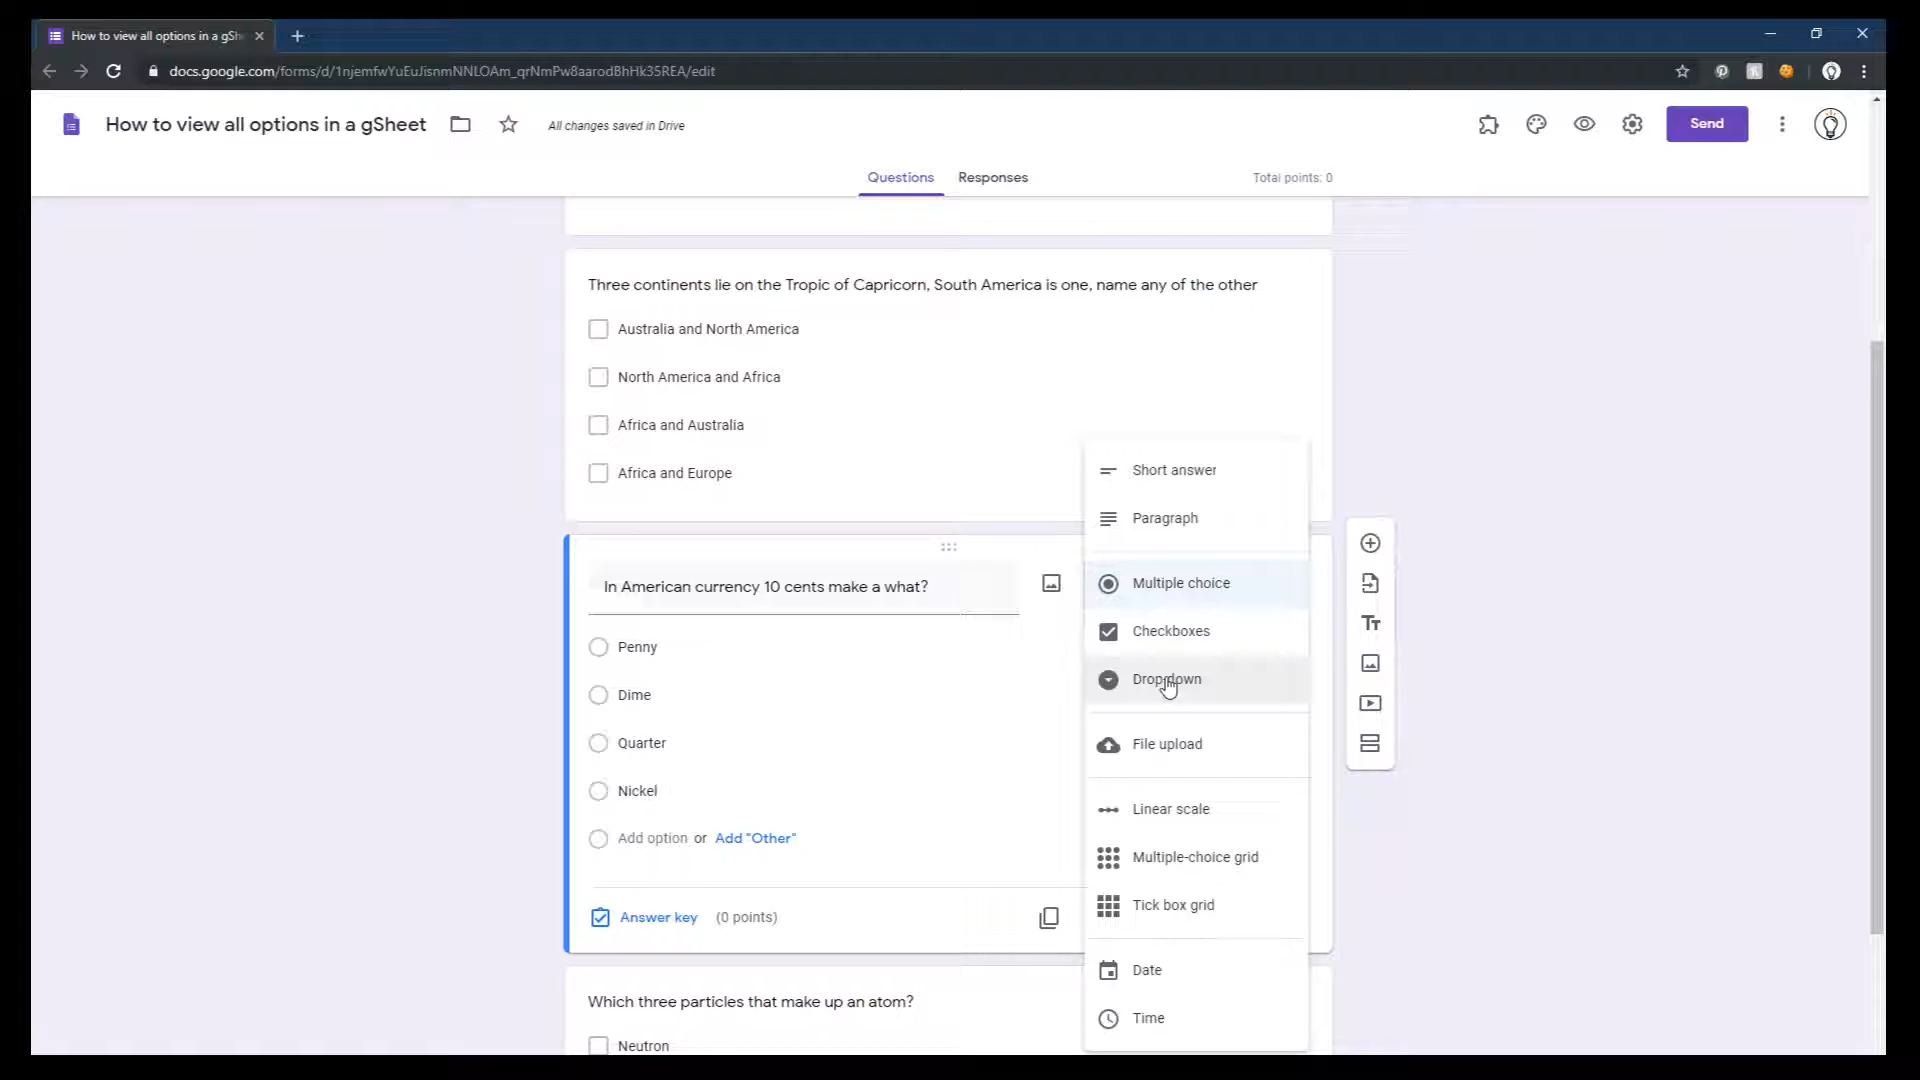 How to view all options in a gSh
docs.google.com/forms/d/1njemfwYuEuJisnmNNLOAm_qrNmPw8aarodBhHk35REA/edit
How to view all options in a gSheet
All changes saved in Drive
Send
Questions
Responses
Total points: 0
Three continents lie on the Tropic of Capricorn, South America is one, name any of the other
Australia and North America
North America and Africa
Africa and Australia
Africa and Europe
In American currency 10 cents make a what?
Penny
Dime
Quarter
Nickel
Add option or Add "Other"
Answer key (0 points)
Short answer
Paragraph
Multiple choice
Checkboxes
Drop-down
File upload
Linear scale
Multiple-choice grid
Tick box grid
Date
Time
Tt
Which three particles that make up an atom?
Neutron